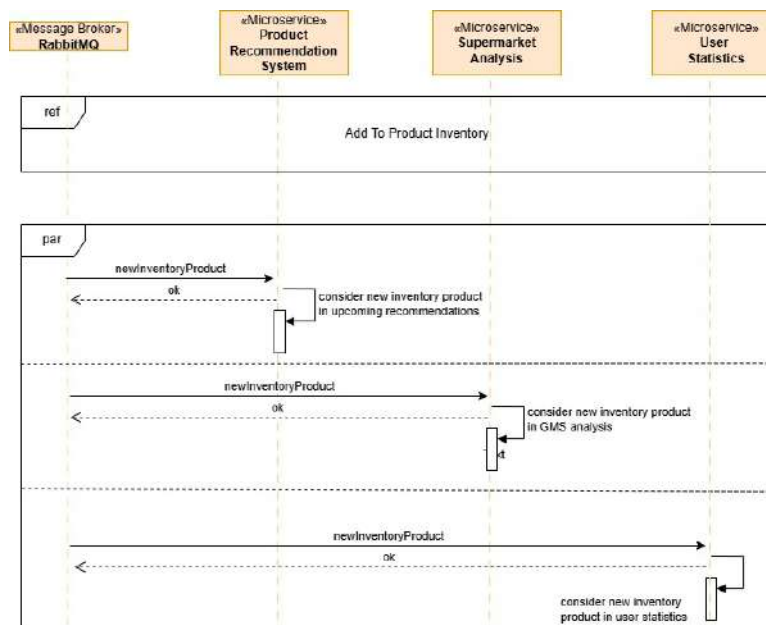 «Message Broker»
RabbitMQ
«Microservice»
Product
Recommendation
System
«Microservice»
Supermarket
Analysis
«Microservice»
User
Statistics
ref
Add To Product Inventory
par
newInventoryProduct
ok
consider new inventory product
in upcoming recommendations
newInventoryProduct
ok
consider new inventory product
in GMS analysis
newInventoryProduct
ok
consider new inventory
product in user statistics